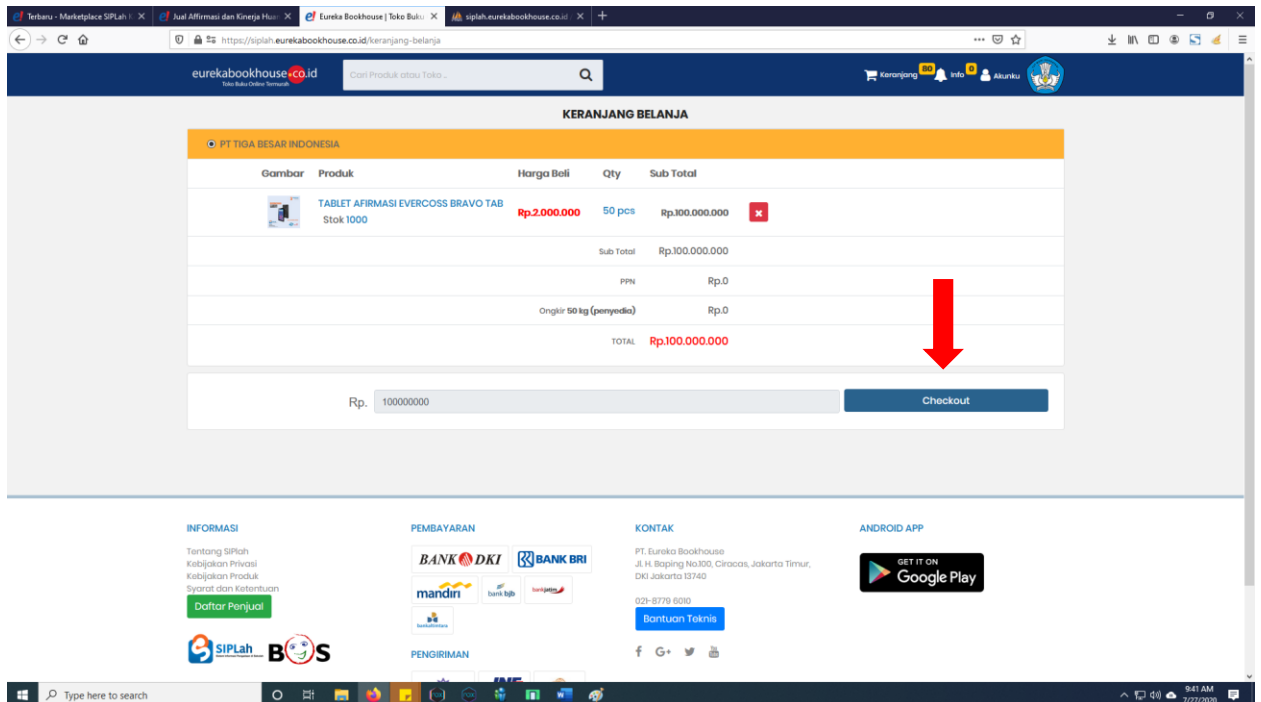 Terbaru - Marketplace SIPLah
Jual Affirmasi dan Kinerja Huar
Eureka Bookhouse | Toko Buku
siplah.eurekabookhouse.co.id
https://siplah.eurekabookhouse.co.id/keranjang-belanja
eurekabookhouse.co.id
Toko Buku Online Termurah
Cari Produk atau Toko ..
Keranjang 80 Info 0 Akunku
KERANJANG BELANJA
PT TIGA BESAR INDONESIA
Gambar Produk Harga Beli Qty Sub Total
TABLET AFIRMASI EVERCOSS BRAVO TAB
Stok 1000
Rp.2.000.000 50 pcs Rp.100.000.000
Sub Total Rp.100.000.000
PPN Rp.0
Ongkir 50 kg (penyedia) Rp.0
TOTAL Rp.100.000.000
Rp. 100000000 Checkout
INFORMASI
Tentang SIPlah
Kebijakan Privasi
Kebijakan Produk
Syarat dan Ketentuan
Daftar Penjual
SIPLah BOS
PEMBAYARAN
BANK DKI BANK BRI
mandiri bank bjb bankjatim
PENGIRIMAN
KONTAK
PT. Eureka Bookhouse
Jl. H. Baping No.100, Ciracas, Jakarta Timur,
DKI Jakarta 13740
021-8779 6010
Bantuan Teknis
ANDROID APP
GET IT ON
Google Play
Type here to search
9:41 AM
7/27/2020